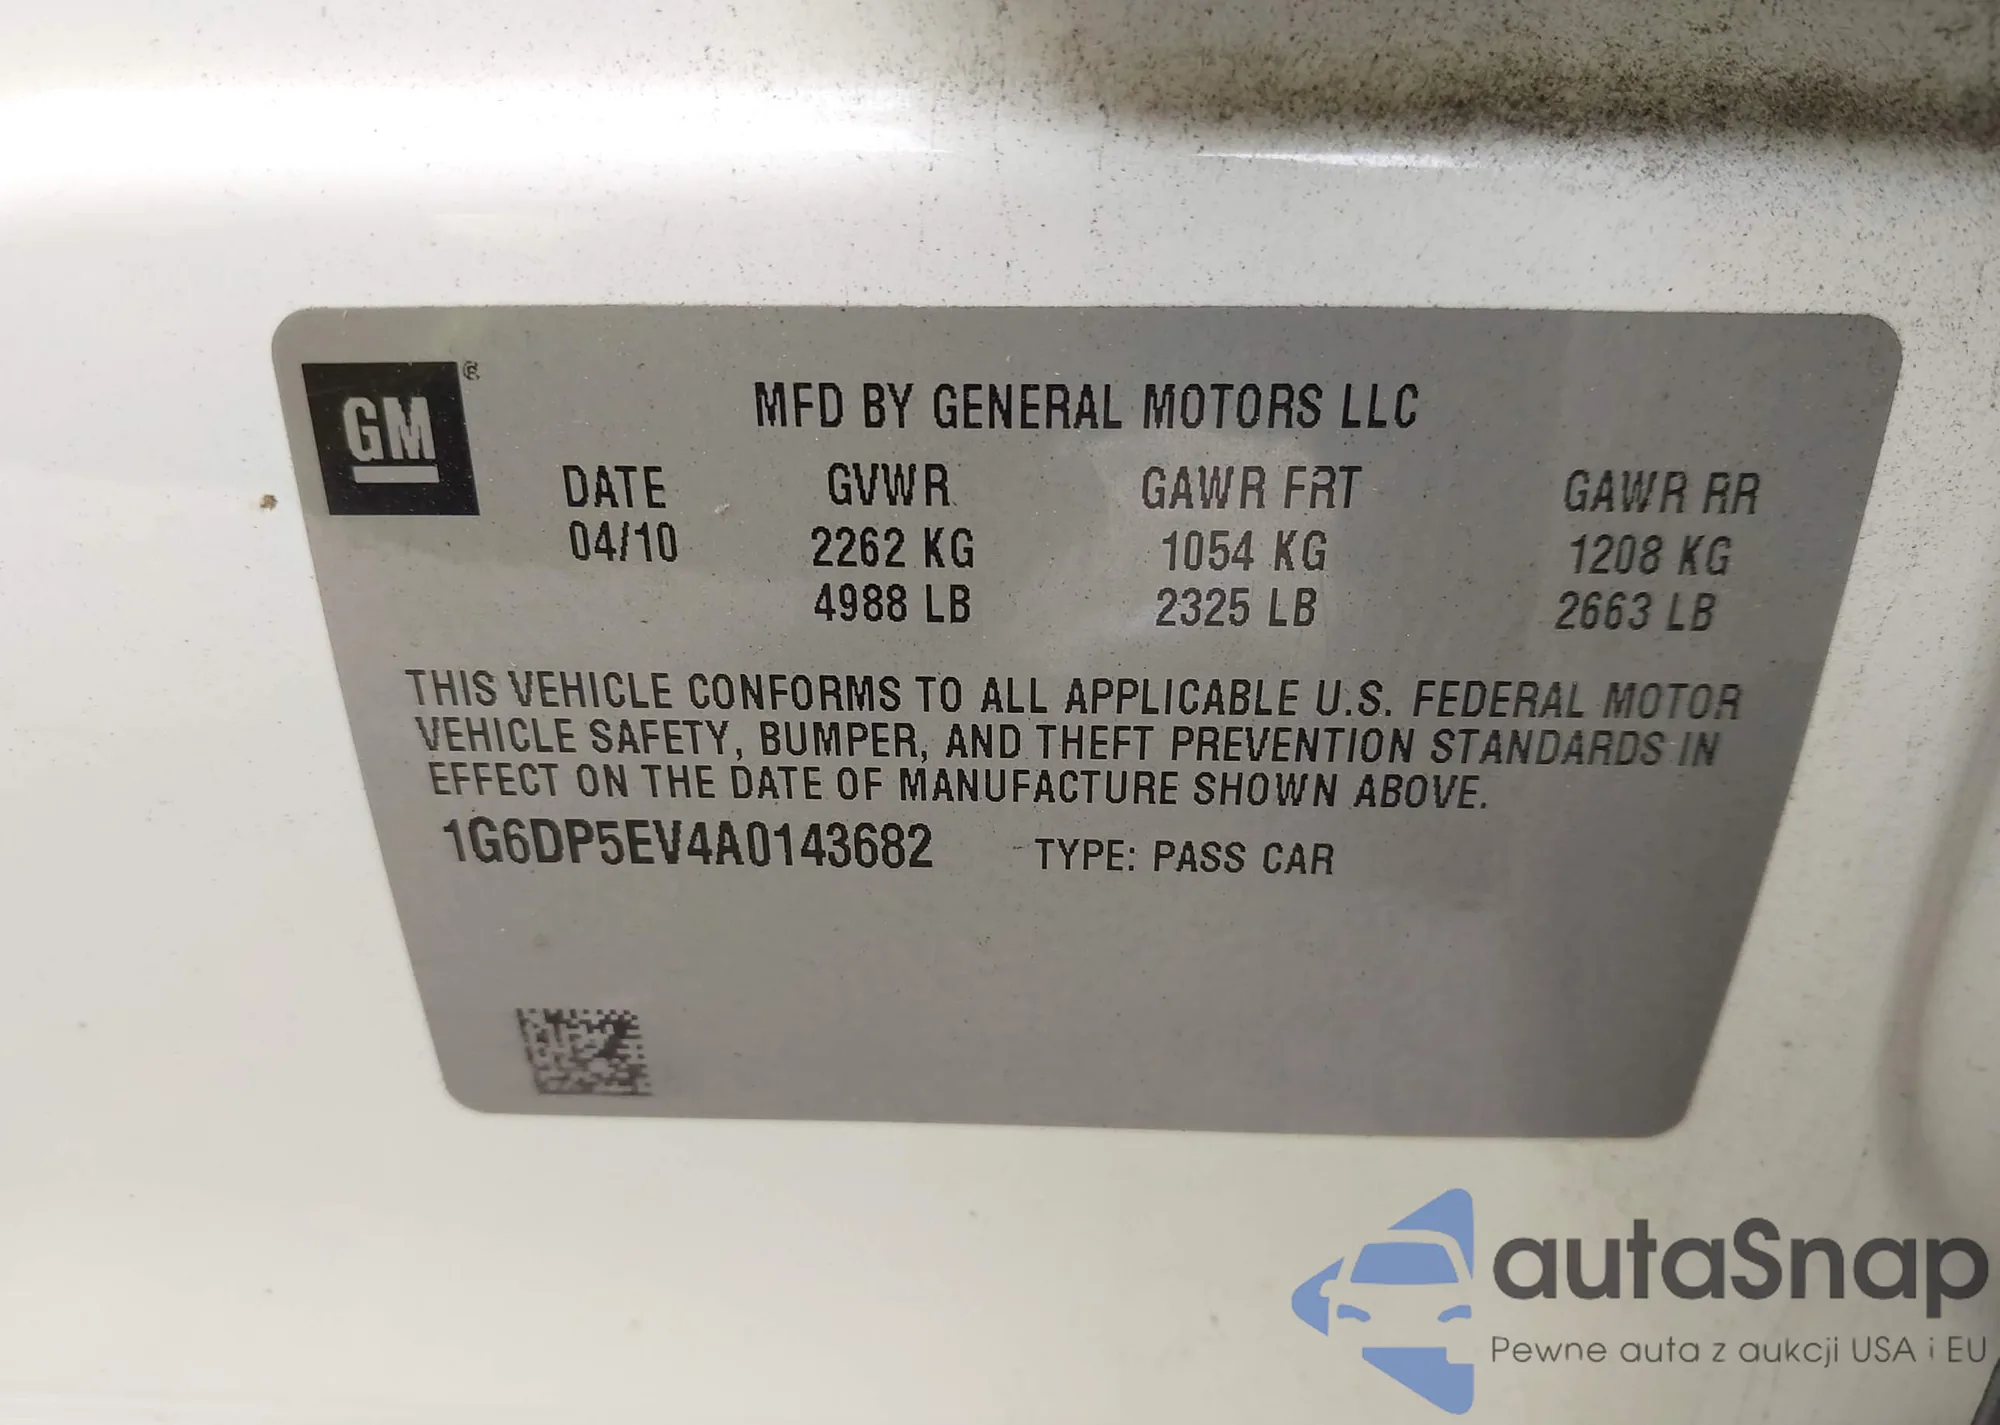 GM ®
MFD BY GENERAL MOTORS LLC
DATE GVWR GAWR FRT GAWR RR
04/10 2262 KG 1054 KG 1208 KG
4988 LB 2325 LB 2663 LB
THIS VEHICLE CONFORMS TO ALL APPLICABLE U.S. FEDERAL MOTOR
VEHICLE SAFETY, BUMPER, AND THEFT PREVENTION STANDARDS IN
EFFECT ON THE DATE OF MANUFACTURE SHOWN ABOVE.
1G6DP5EV4A0143682 TYPE: PASS CAR
autaSnap
Pewne auta z aukcji USA i EU